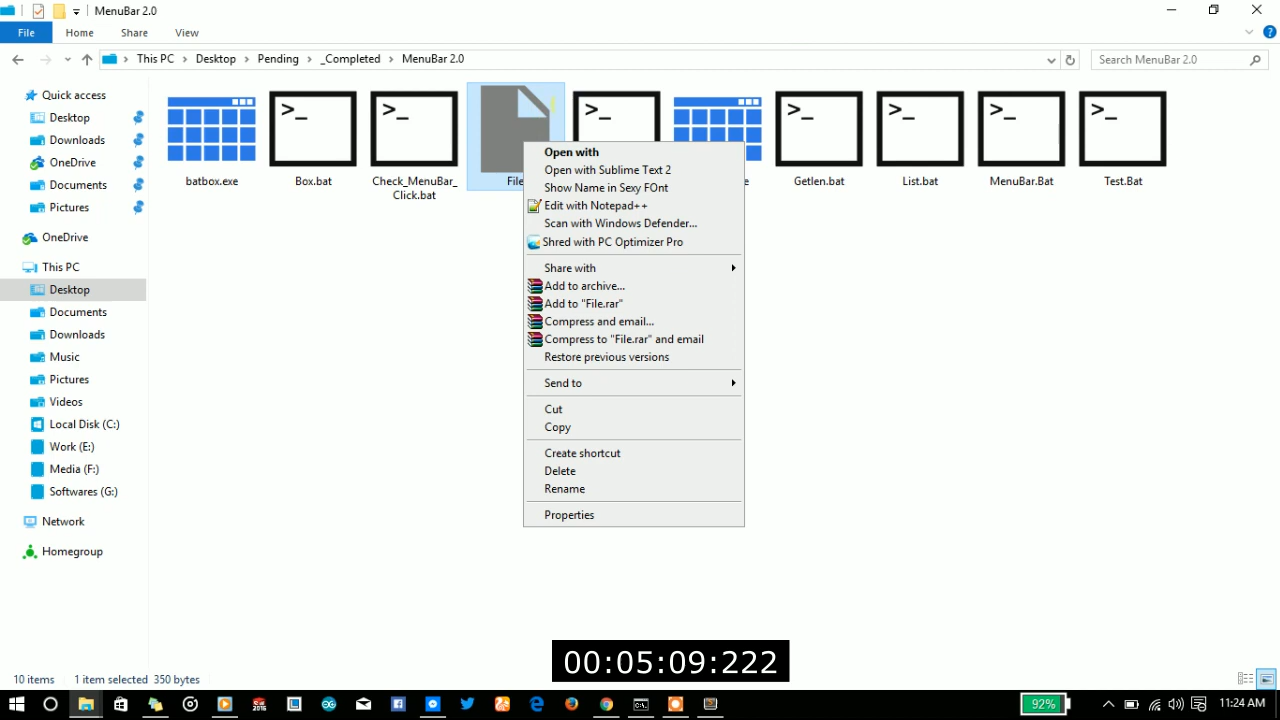 MenuBar 2.0
File Home Share View
This PC Desktop Pending _Completed MenuBar 2.0
Search MenuBar 2.0
Quick access
Desktop
Downloads
OneDrive
Documents
Pictures
OneDrive
This PC
Desktop
Documents
Downloads
Music
Pictures
Videos
Local Disk (C:)
Work (E:)
Media (F:)
Softwares (G:)
Network
Homegroup
>_ >_ >_ >_ >_ >_ >_
batbox.exe Box.bat Check_MenuBar_ File e Getlen.bat List.bat MenuBar.Bat Test.Bat
Click.bat
Open with
Open with Sublime Text 2
Show Name in Sexy FOnt
Edit with Notepad++
Scan with Windows Defender...
Shred with PC Optimizer Pro
Share with
Add to archive...
Add to "File.rar"
Compress and email...
Compress to "File.rar" and email
Restore previous versions
Send to
Cut
Copy
Create shortcut
Delete
Rename
Properties
00:05:09:222
10 items 1 item selected 350 bytes
92% 11:24 AM